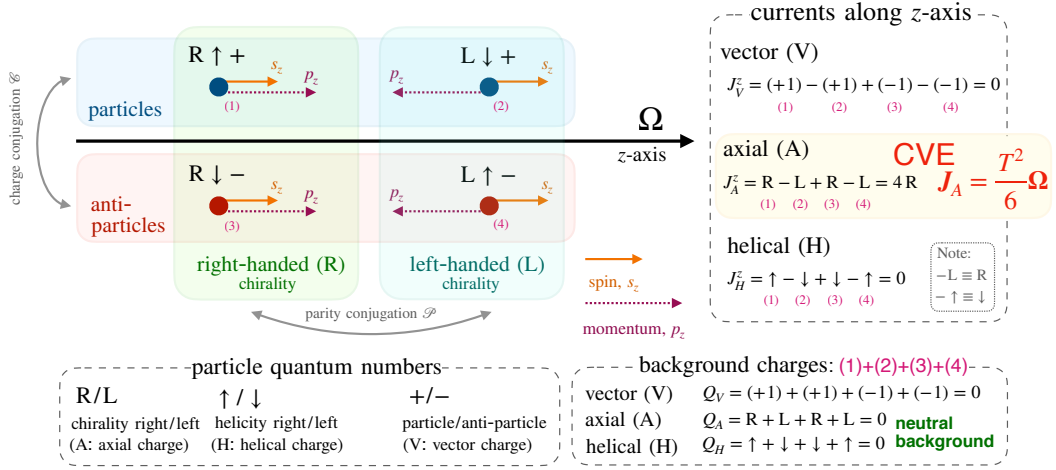 charge conjugation 𝒞
particles
R ↑ +
s_z
p_z
(1)
L ↓ +
p_z
s_z
(2)
Ω
z-axis
anti-
particles
R ↓ −
s_z
p_z
(3)
L ↑ −
p_z
s_z
(4)
right-handed (R)
chirality
left-handed (L)
chirality
parity conjugation 𝒫
spin, s_z
momentum, p_z
currents along z-axis
vector (V)
J_V^z = (+1) − (+1) + (−1) − (−1) = 0
(1) (2) (3) (4)
axial (A)
CVE
J_A^z = R − L + R − L = 4 R
J_A = T²/6 Ω
(1) (2) (3) (4)
helical (H)
J_H^z = ↑ − ↓ + ↓ − ↑ = 0
(1) (2) (3) (4)
Note:
−L ≡ R
− ↑ ≡ ↓
particle quantum numbers
R/L
↑ / ↓
+/−
chirality right/left
helicity right/left
particle/anti-particle
(A: axial charge)
(H: helical charge)
(V: vector charge)
background charges: (1)+(2)+(3)+(4)
vector (V) Q_V = (+1) + (+1) + (−1) + (−1) = 0
axial (A) Q_A = R + L + R + L = 0
helical (H) Q_H = ↑ + ↓ + ↓ + ↑ = 0
neutral
background